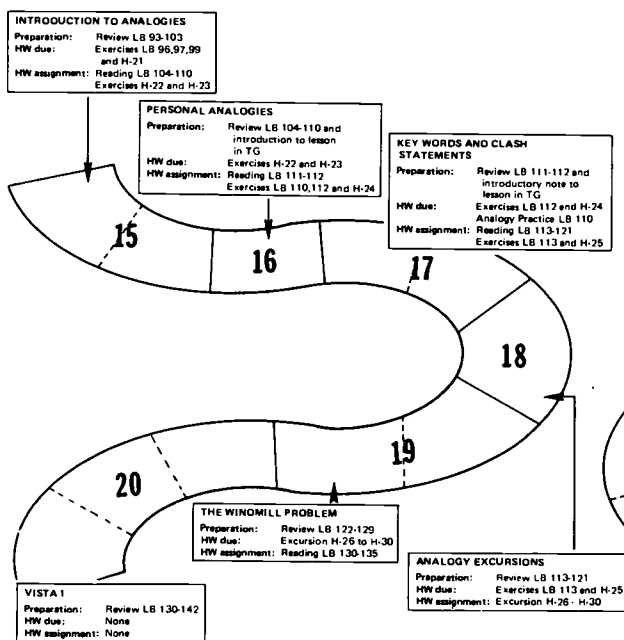 INTRODUCTION TO ANALOGIES
Preparation: Review LB 93-103
HW due: Exercises LB 96,97,99
and H-21
HW assignment: Reading LB 104-110
Exercises H-22 and H-23
PERSONAL ANALOGIES
Preparation: Review LB 104-110 and
introduction to lesson
in TG
HW due: Exercises H-22 and H-23
HW assignment: Reading LB 111-112
Exercises LB 110,112 and H-24
KEY WORDS AND CLASH
STATEMENTS
Preparation: Review LB 111-112 and
introductory note to
lesson in TG
HW due: Exercises LB 112 and H-24
Analogy Practice LB 110
HW assignment: Reading LB 113-121
Exercises LB 113 and H-25
15
16
17
18
19
20
THE WINDMILL PROBLEM
Preparation: Review LB 122-129
HW due: Excursion H-26 to H-30
HW assignment: Reading LB 130-135
ANALOGY EXCURSIONS
Preparation: Review LB 113-121
HW due: Exercises LB 113 and H-25
HW assignment: Excursion H-26 - H-30
VISTA 1
Preparation: Review LB 130-142
HW due: None
HW assignment: None